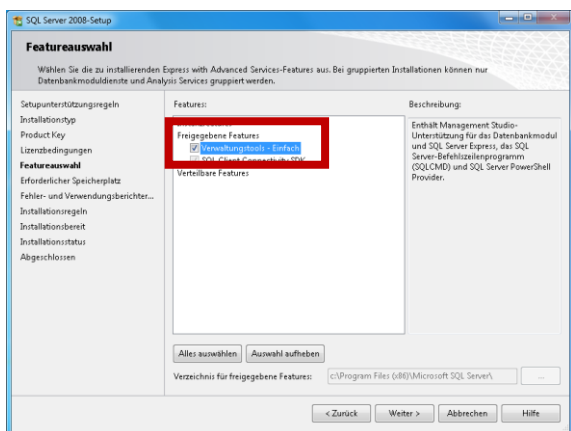 SQL Server 2008-Setup
Featureauswahl
Wählen Sie die zu installierenden Express with Advanced Services-Features aus. Bei gruppierten Installationen können nur
Datenbankmoduldienste und Analysis Services gruppiert werden.
Setupunterstützungsregeln
Installationstyp
Product Key
Lizenzbedingungen
Featureauswahl
Erforderlicher Speicherplatz
Fehler- und Verwendungsberichter...
Installationsregeln
Installationsbereit
Installationsstatus
Abgeschlossen
Features:
Freigegebene Features
Verwaltungstools - Einfach
SQL Client Connectivity SDK
Verteilbare Features
Beschreibung:
Enthält Management Studio-
Unterstützung für das Datenbankmodul
und SQL Server Express, das SQL
Server-Befehlszeilenprogramm
(SQLCMD) und SQL Server PowerShell
Provider.
Alles auswählen
Auswahl aufheben
Verzeichnis für freigegebene Features:
c:\Program Files (x86)\Microsoft SQL Server\
...
< Zurück
Weiter >
Abbrechen
Hilfe